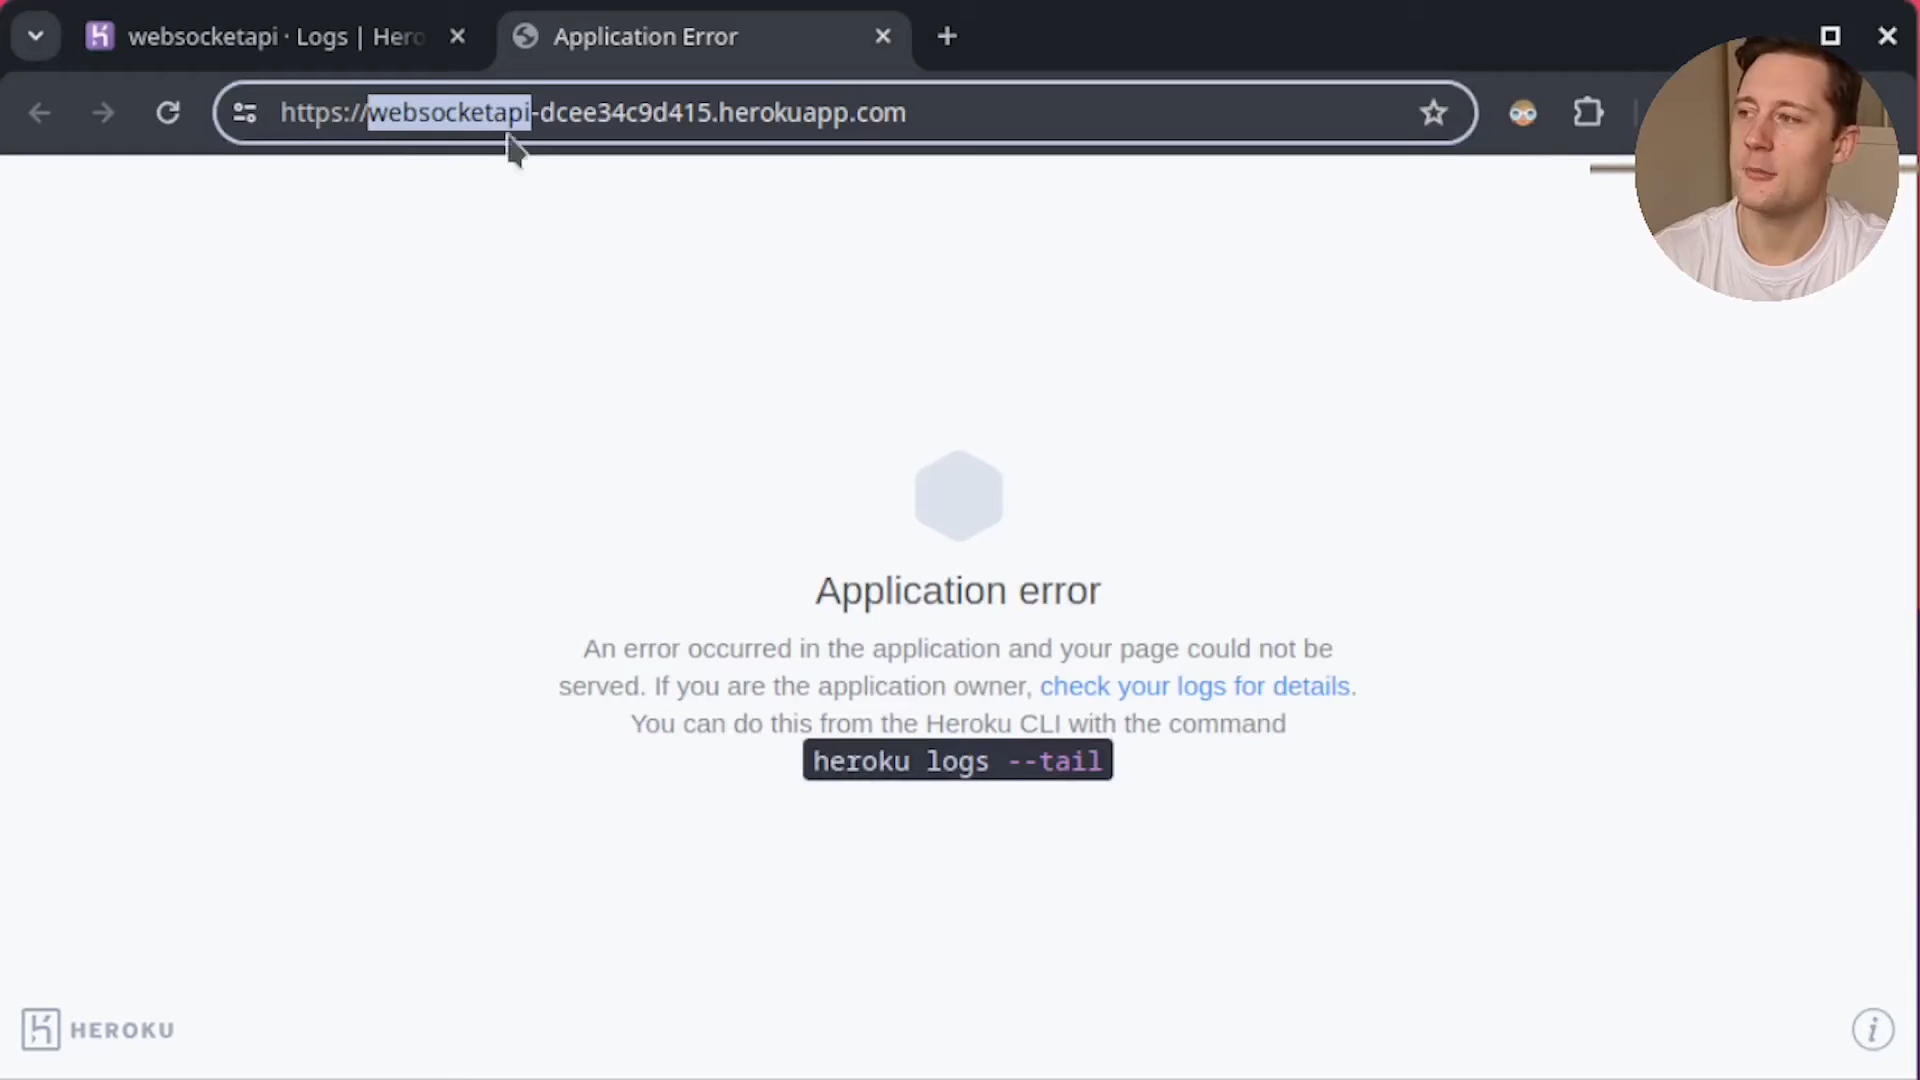 websocketapi · Logs | Hero
Application Error
https://websocketapi-dcee34c9d415.herokuapp.com
Application error
An error occurred in the application and your page could not be
served. If you are the application owner, check your logs for details.
You can do this from the Heroku CLI with the command
heroku logs --tail
HEROKU